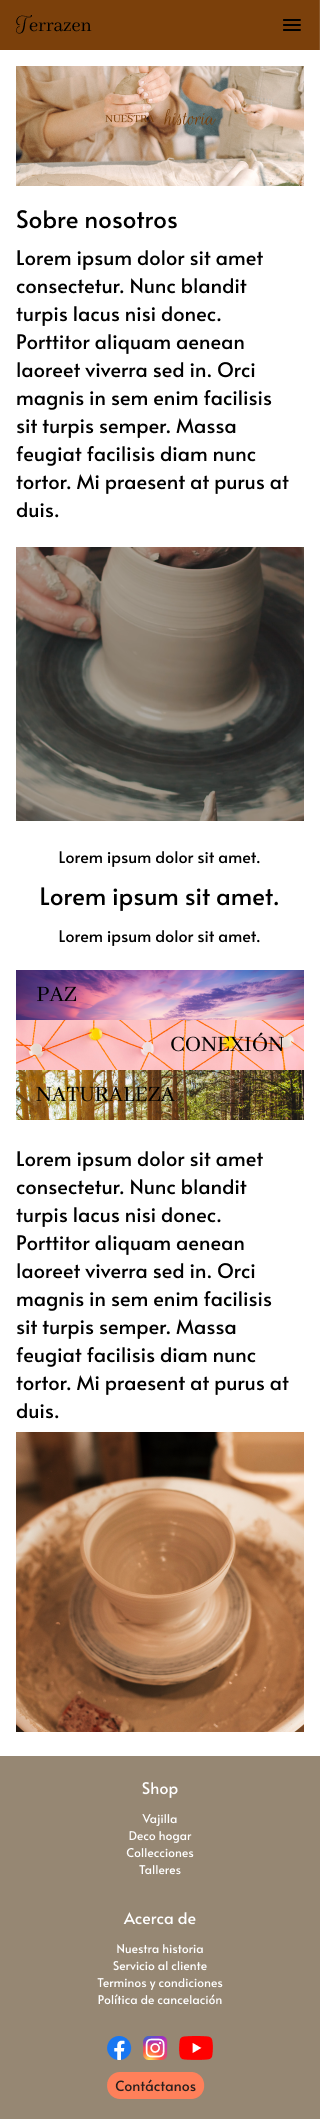 Terrazen
NUESTRA historia
Sobre nosotros
Lorem ipsum dolor sit amet
consectetur. Nunc blandit
turpis lacus nisi donec.
Porttitor aliquam aenean
laoreet viverra sed in. Orci
magnis in sem enim facilisis
sit turpis semper. Massa
feugiat facilisis diam nunc
tortor. Mi praesent at purus at
duis.
Lorem ipsum dolor sit amet.
Lorem ipsum sit amet.
Lorem ipsum dolor sit amet.
PAZ
CONEXIÓN
NATURALEZA
Lorem ipsum dolor sit amet
consectetur. Nunc blandit
turpis lacus nisi donec.
Porttitor aliquam aenean
laoreet viverra sed in. Orci
magnis in sem enim facilisis
sit turpis semper. Massa
feugiat facilisis diam nunc
tortor. Mi praesent at purus at
duis.
Shop
Vajilla
Deco hogar
Collecciones
Talleres
Acerca de
Nuestra historia
Servicio al cliente
Terminos y condiciones
Política de cancelación
Contáctanos